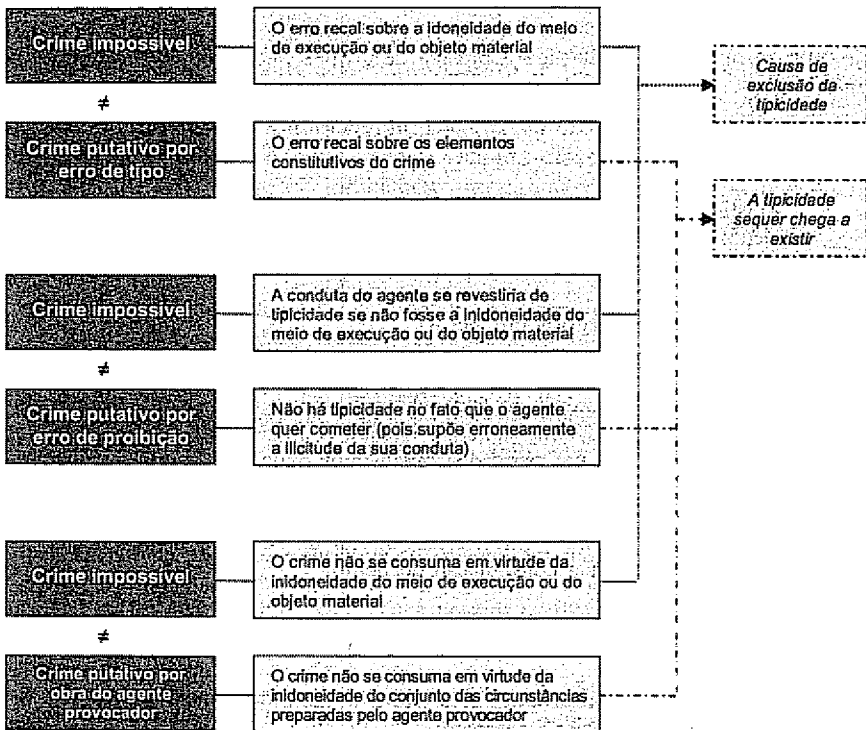 Crime impossível
O erro recai sobre a idoneidade do meio
de execução ou do objeto material
Causa de
exclusão da
tipicidade
≠
Crime putativo por
erro de tipo
O erro recai sobre os elementos
constitutivos do crime
A tipicidade
sequer chega a
existir
Crime impossível
A conduta do agente se revestiria de
tipicidade se não fosse a inidoneidade do
meio de execução ou do objeto material
≠
Crime putativo por
erro de proibição
Não há tipicidade no fato que o agente
quer cometer (pois supõe erroneamente
a ilicitude da sua conduta)
Crime impossível
O crime não se consuma em virtude da
inidoneidade do meio de execução ou do
objeto material
≠
Crime putativo por
obra do agente
provocador
O crime não se consuma em virtude da
inidoneidade do conjunto das circunstâncias
preparadas pelo agente provocador